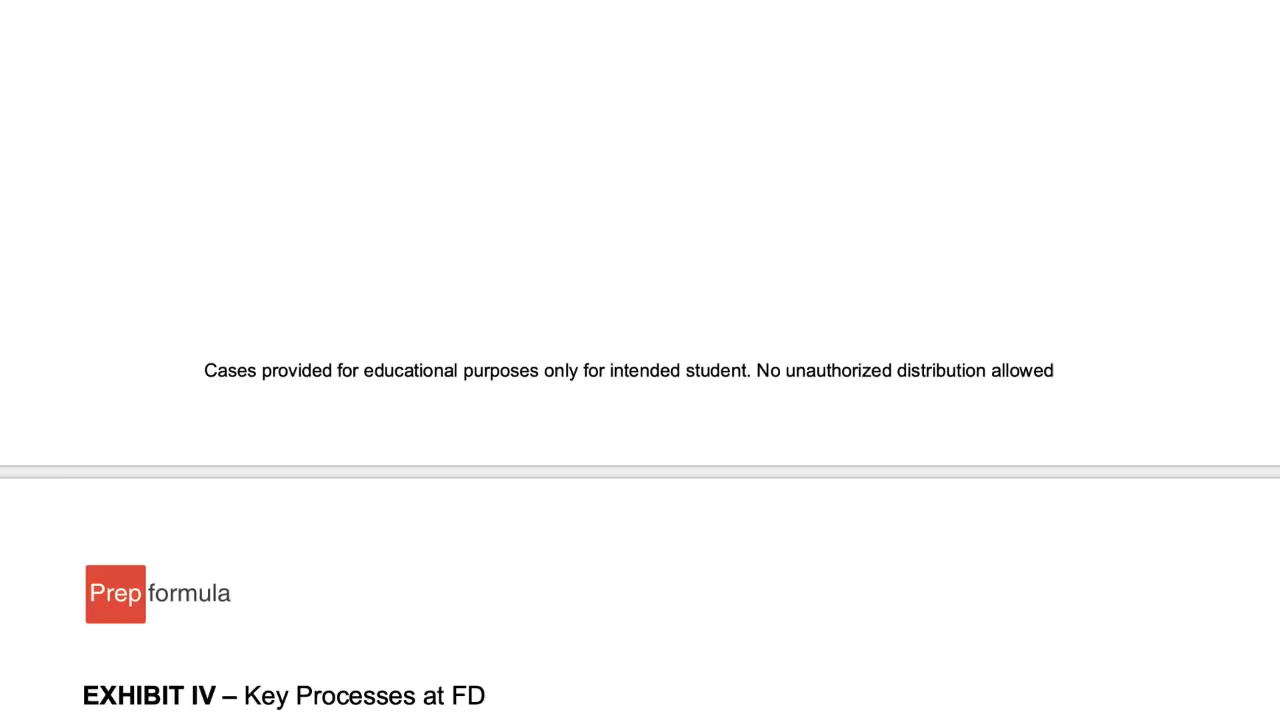 Cases provided for educational purposes only for intended student. No unauthorized distribution allowed
Prep formula
EXHIBIT IV – Key Processes at FD